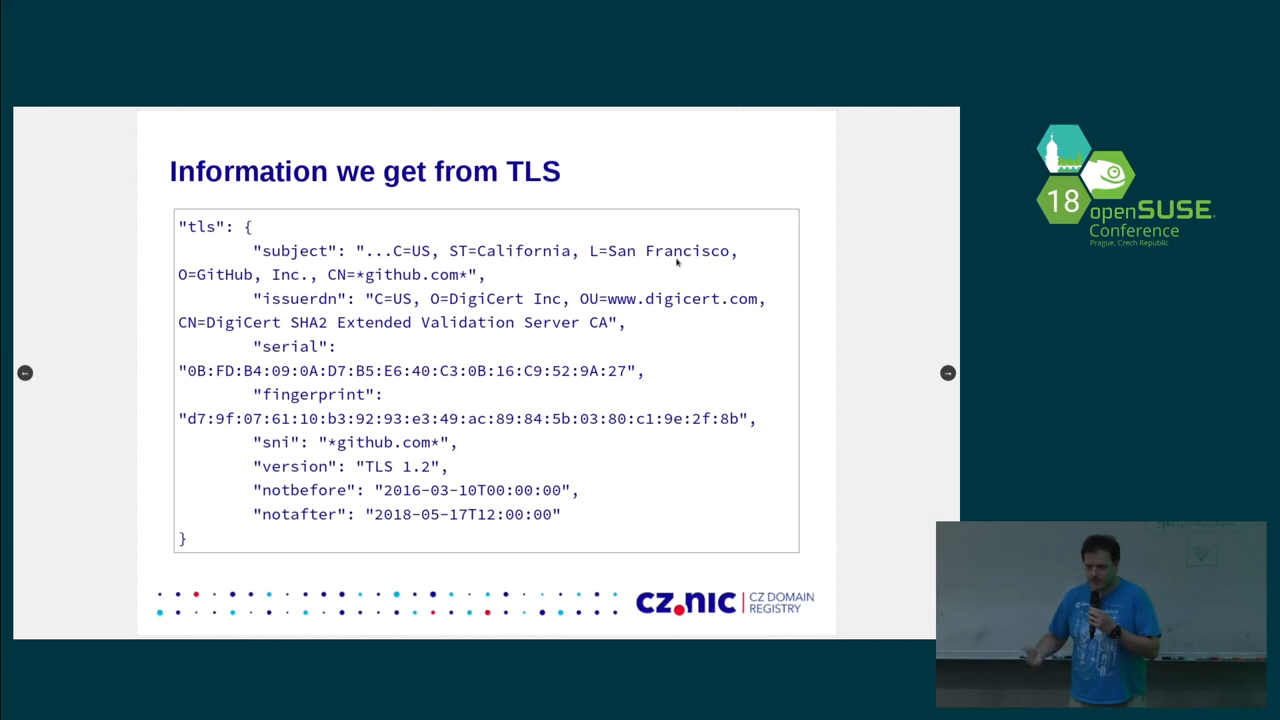 Information we get from TLS
"tls": {
"subject": "...C=US, ST=California, L=San Francisco,
O=GitHub, Inc., CN=*github.com*",
"issuerdn": "C=US, O=DigiCert Inc, OU=www.digicert.com,
CN=DigiCert SHA2 Extended Validation Server CA",
"serial":
"0B:FD:B4:09:0A:D7:B5:E6:40:C3:0B:16:C9:52:9A:27",
"fingerprint":
"d7:9f:07:61:10:b3:92:93:e3:49:ac:89:84:5b:03:80:c1:9e:2f:8b",
"sni": "*github.com*",
"version": "TLS 1.2",
"notbefore": "2016-03-10T00:00:00",
"notafter": "2018-05-17T12:00:00"
}
CZ.NIC
CZ DOMAIN
REGISTRY
18
openSUSE
Conference
Prague, Czech Republic